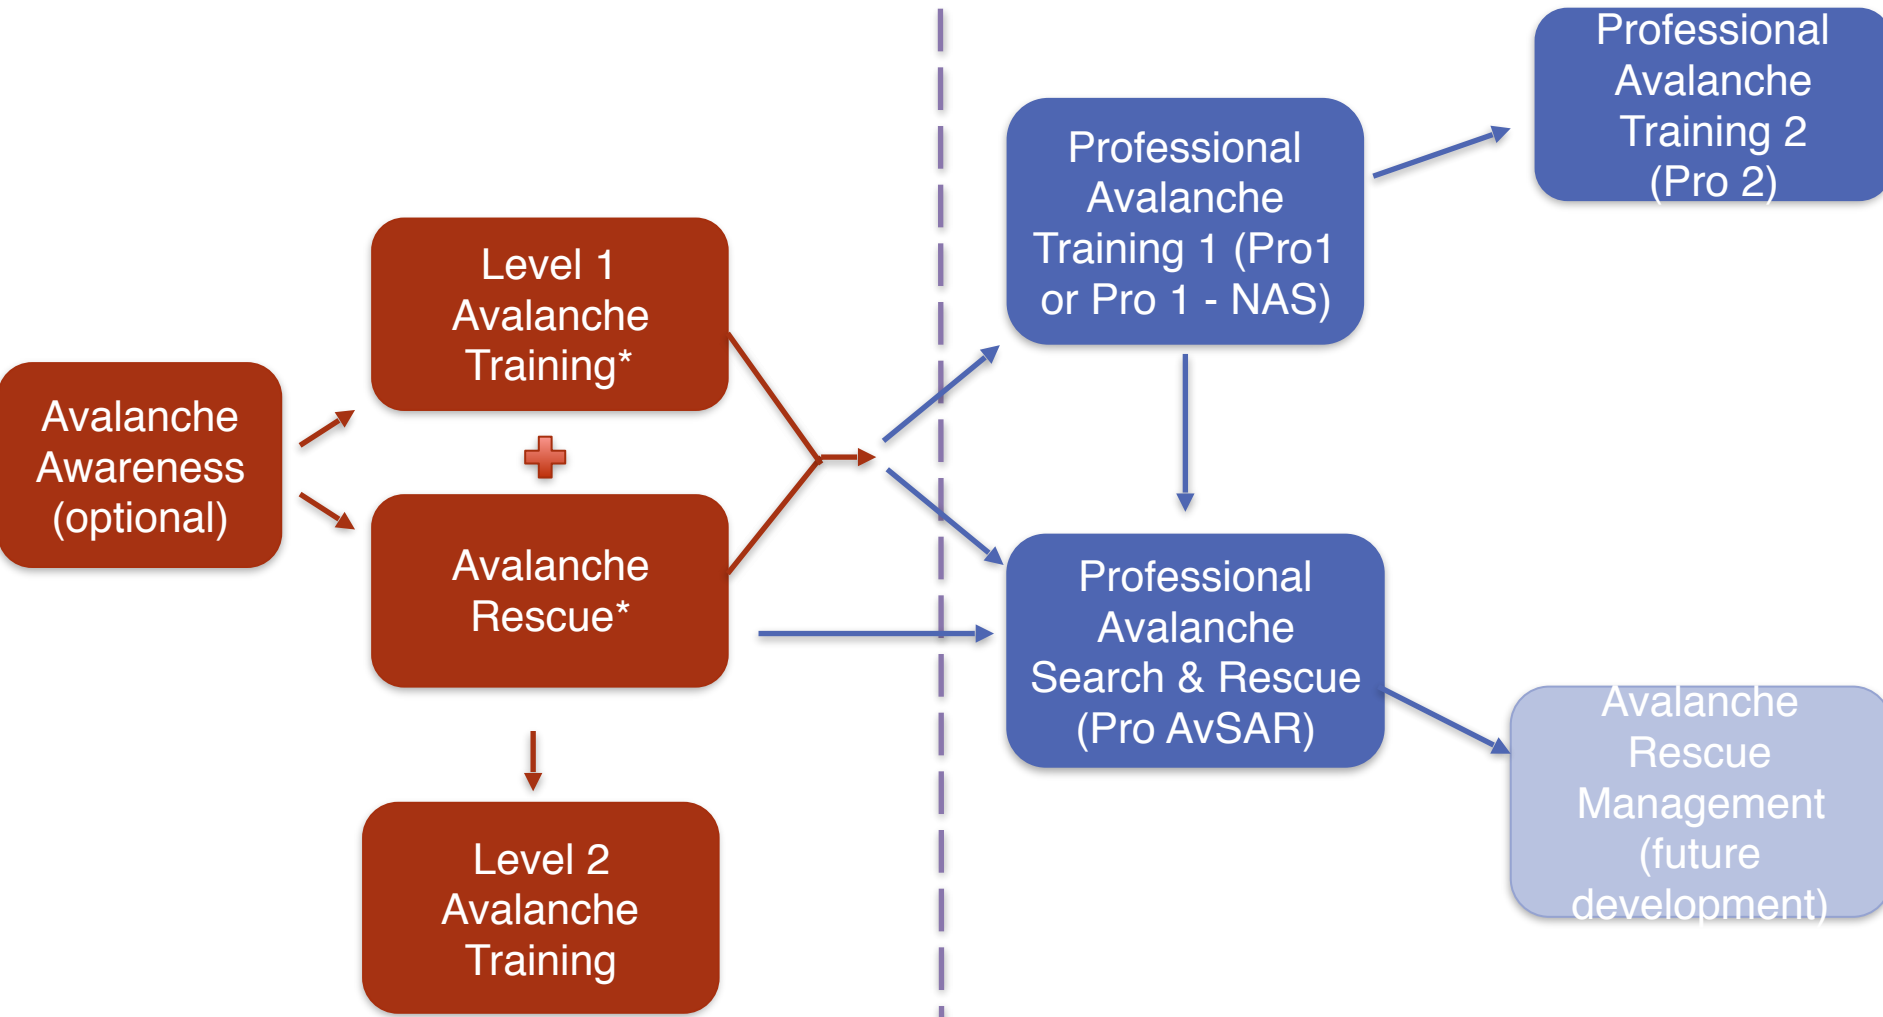 Avalanche
Awareness
(optional)
Level 1
Avalanche
Training*
Avalanche
Rescue*
Level 2
Avalanche
Training
Professional
Avalanche
Training 1 (Pro1
or Pro 1 - NAS)
Professional
Avalanche
Search & Rescue
(Pro AvSAR)
Professional
Avalanche
Training 2
(Pro 2)
Avalanche
Rescue
Management
(future
development)